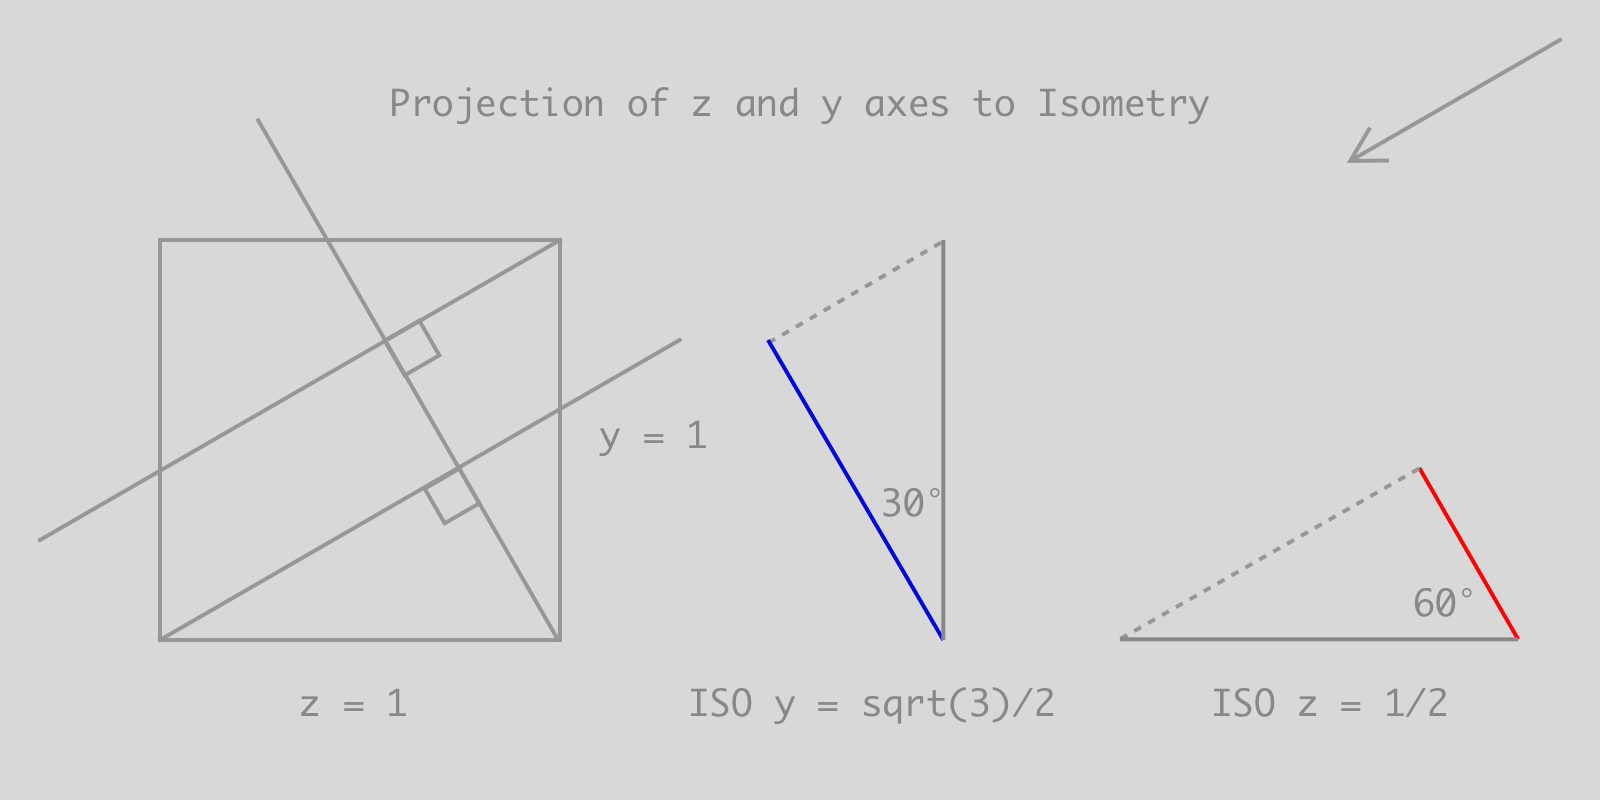 Projection of z and y axes to Isometry
y = 1
30°
60°
z = 1
ISO y = sqrt(3)/2
ISO z = 1/2